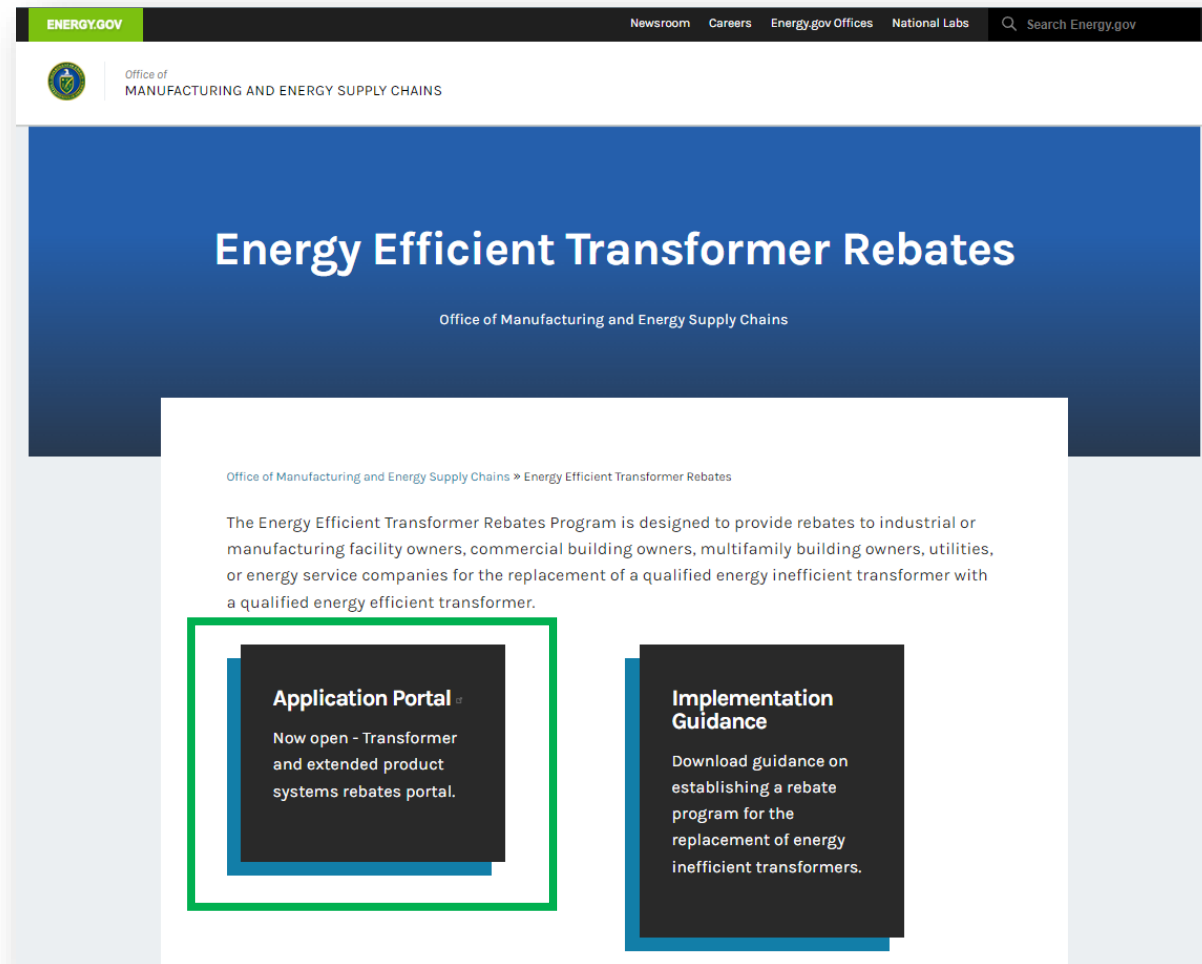 ENERGY.GOV
Newsroom Careers Energy.gov Offices National Labs Search Energy.gov
Office of
MANUFACTURING AND ENERGY SUPPLY CHAINS
Energy Efficient Transformer Rebates
Office of Manufacturing and Energy Supply Chains
Office of Manufacturing and Energy Supply Chains » Energy Efficient Transformer Rebates
The Energy Efficient Transformer Rebates Program is designed to provide rebates to industrial or
manufacturing facility owners, commercial building owners, multifamily building owners, utilities,
or energy service companies for the replacement of a qualified energy inefficient transformer with
a qualified energy efficient transformer.
Application Portal
Now open - Transformer
and extended product
systems rebates portal.
Implementation
Guidance
Download guidance on
establishing a rebate
program for the
replacement of energy
inefficient transformers.